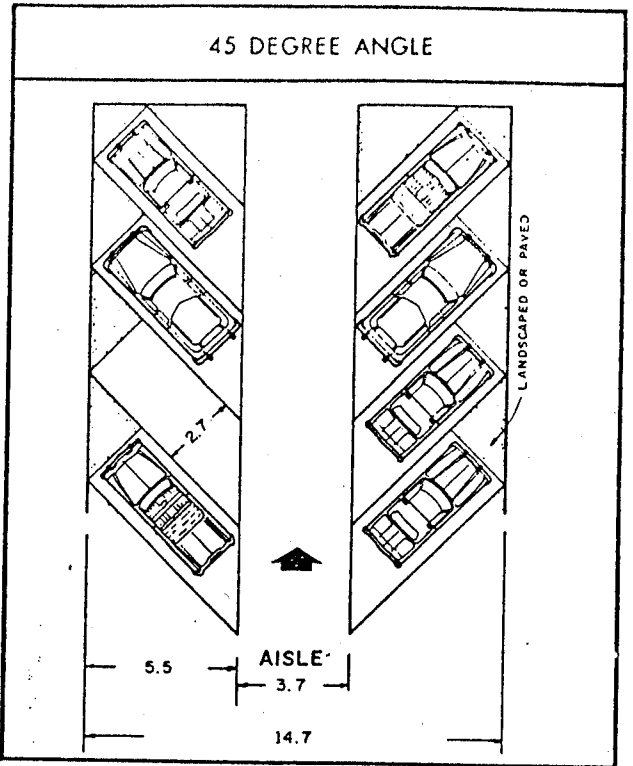 45 DEGREE ANGLE
LANDSCAPED OR PAVED
2.7
AISLE
5.5
3.7
14.7